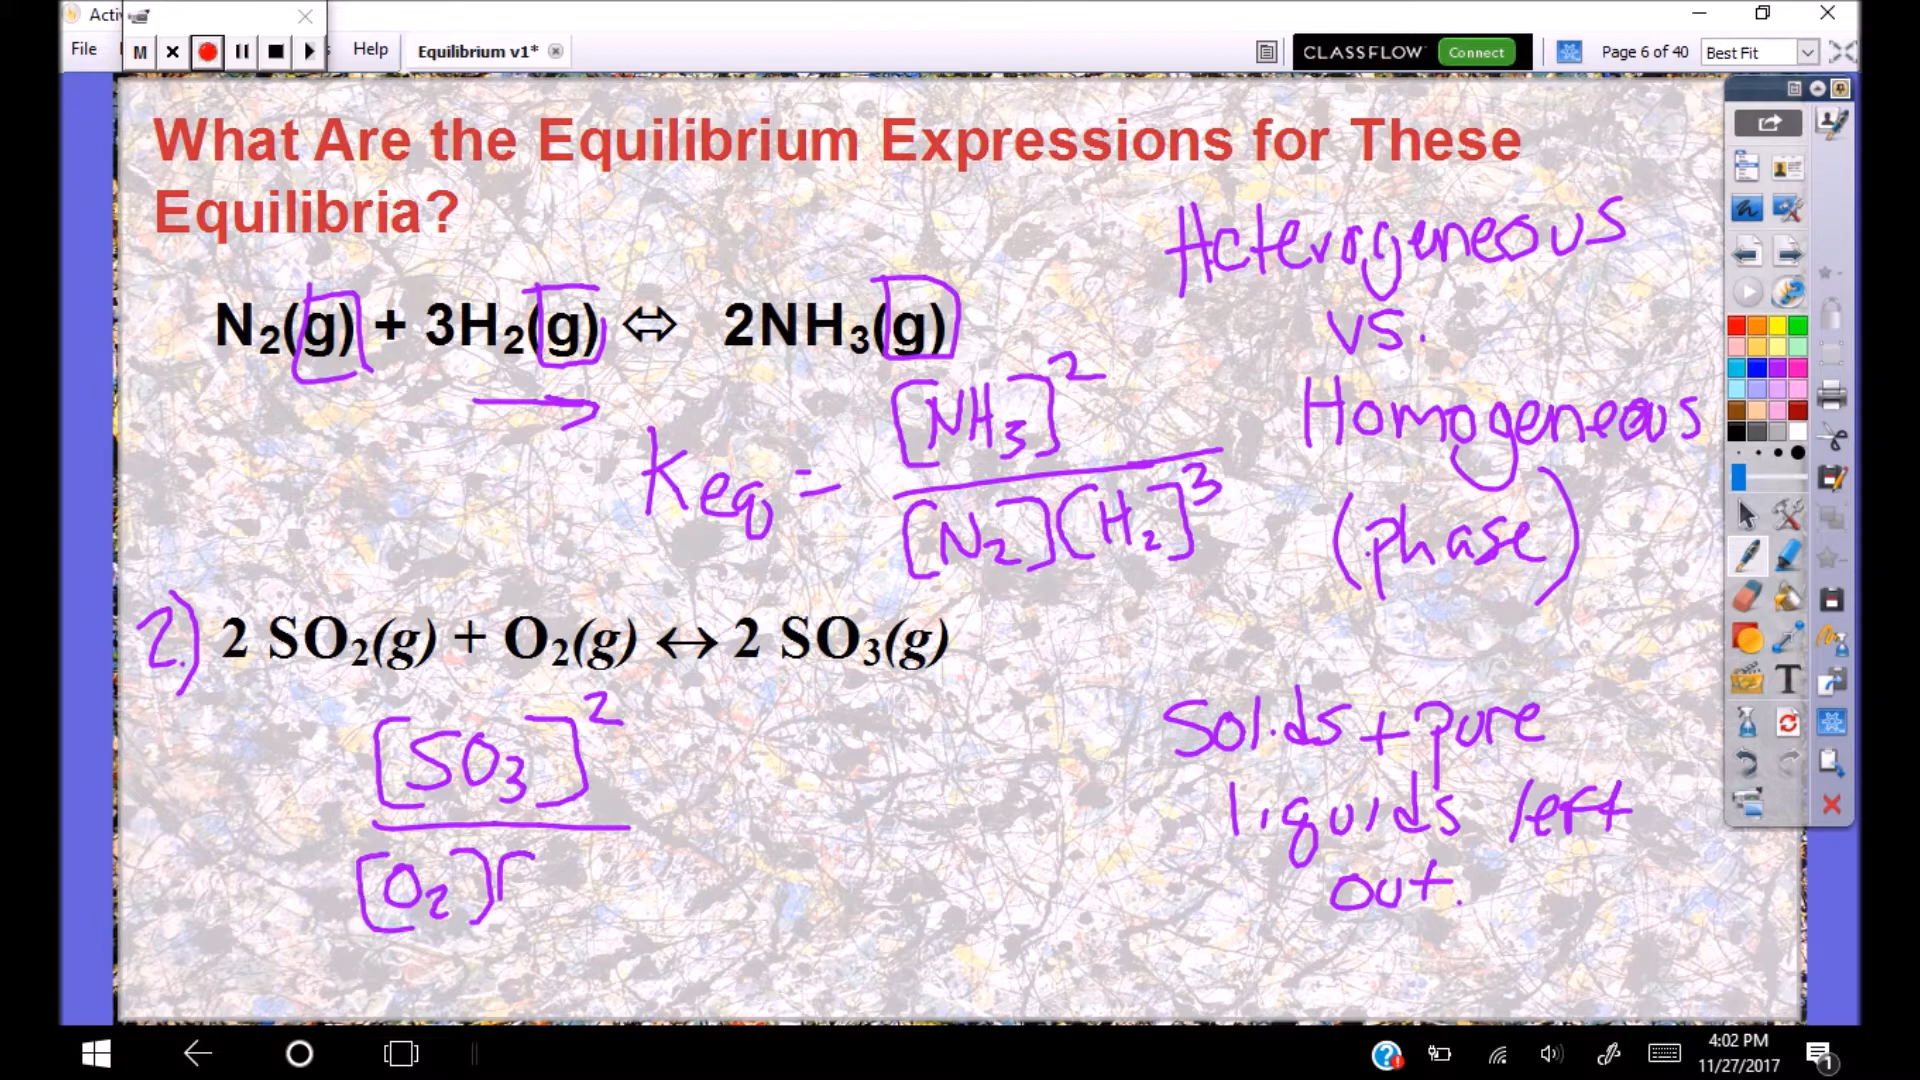 Acti
File
M
Help
Equilibrium v1*
CLASSFLOW
Connect
Page 6 of 40
Best Fit
What Are the Equilibrium Expressions for These
Equilibria?
N₂(g) + 3H₂(g) ⇔ 2NH₃(g)
Keq = [NH₃]² / [N₂][H₂]³
Heterogeneous
vs.
Homogeneous
(phase)
2.) 2 SO₂(g) + O₂(g) ↔ 2 SO₃(g)
[SO₃]²
[O₂]
Solids + pure
liquids left
out.
4:02 PM
11/27/2017
1